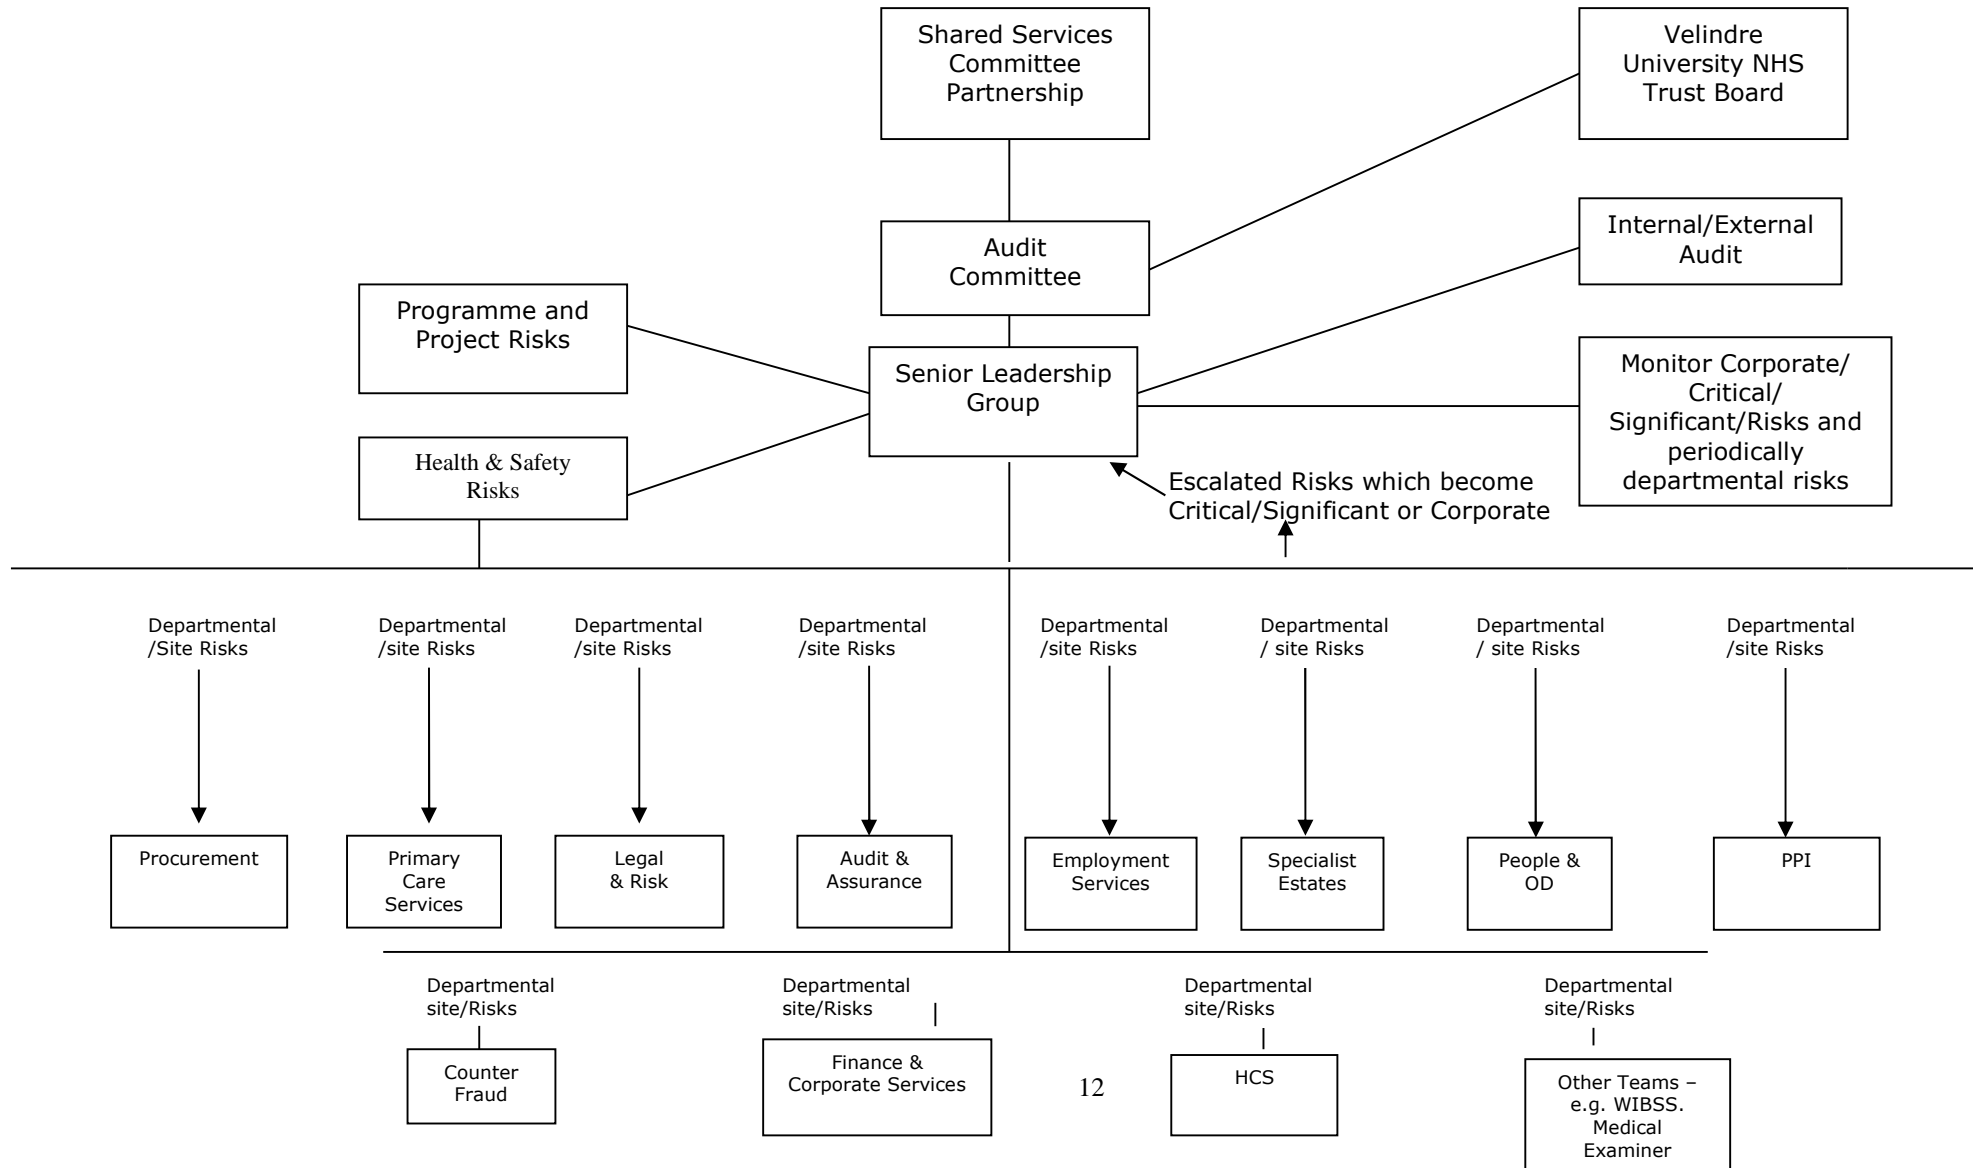 Shared Services
Committee
Partnership
Velindre
University NHS
Trust Board
Audit
Committee
Internal/External
Audit
Programme and
Project Risks
Senior Leadership
Group
Monitor Corporate/
Critical/
Significant/Risks and
periodically
departmental risks
Health & Safety
Risks
Escalated Risks which become
Critical/Significant or Corporate
Departmental
/Site Risks
Departmental
/site Risks
Departmental
/site Risks
Departmental
/site Risks
Departmental
/site Risks
Departmental
/ site Risks
Departmental
/ site Risks
Departmental
/site Risks
Procurement
Primary
Care
Services
Legal
& Risk
Audit &
Assurance
Employment
Services
Specialist
Estates
People &
OD
PPI
Departmental
site/Risks
Departmental
site/Risks
Departmental
site/Risks
Departmental
site/Risks
Counter
Fraud
Finance &
Corporate Services
12
HCS
Other Teams –
e.g. WIBSS.
Medical
Examiner